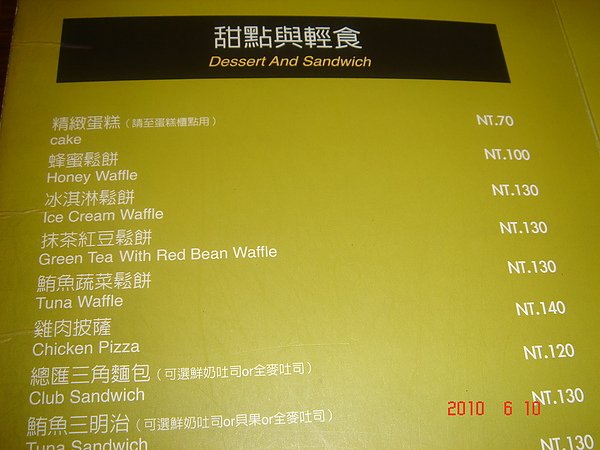 甜點與輕食
Dessert And Sandwich
精緻蛋糕（請至蛋糕櫃點用） NT.70
cake
蜂蜜鬆餅 NT.100
Honey Waffle
冰淇淋鬆餅 NT.130
Ice Cream Waffle
抹茶紅豆鬆餅 NT.130
Green Tea With Red Bean Waffle
鮪魚蔬菜鬆餅 NT.130
Tuna Waffle
雞肉披薩 NT.140
Chicken Pizza
總匯三角麵包（可選鮮奶吐司or全麥吐司） NT.120
Club Sandwich
鮪魚三明治（可選鮮奶吐司or貝果or全麥吐司） NT.130
Tuna Sandwich
NT.130
2010 6 10